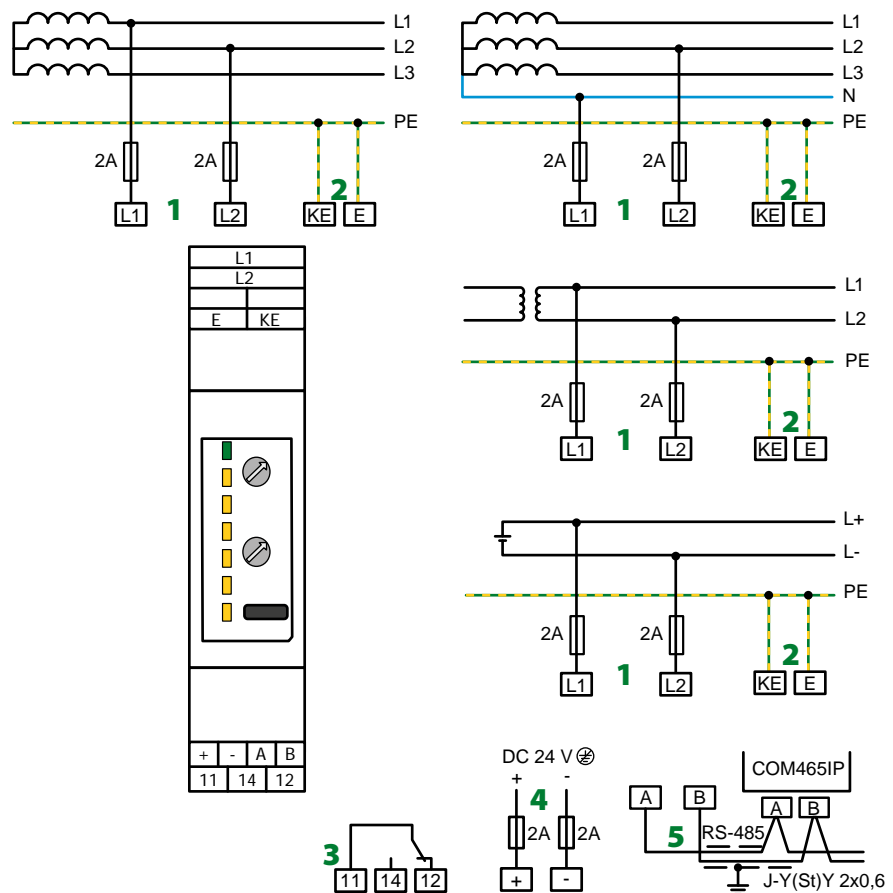 L1
L2
L3
PE
2A
2A
1
2
L1
L2
KE
E
L1
L2
L3
N
PE
2A
2A
1
2
L1
L2
KE
E
L1
L2
E KE
+ - A B
11 14 12
L1
L2
PE
2A
2A
1
2
L1
L2
KE
E
L+
L-
PE
2A
2A
1
2
L1
L2
KE
E
3
11 14 12
DC 24 V
+ -
4
2A 2A
+ -
COM465IP
A B
A B
5
RS-485
J-Y(St)Y 2x0,6